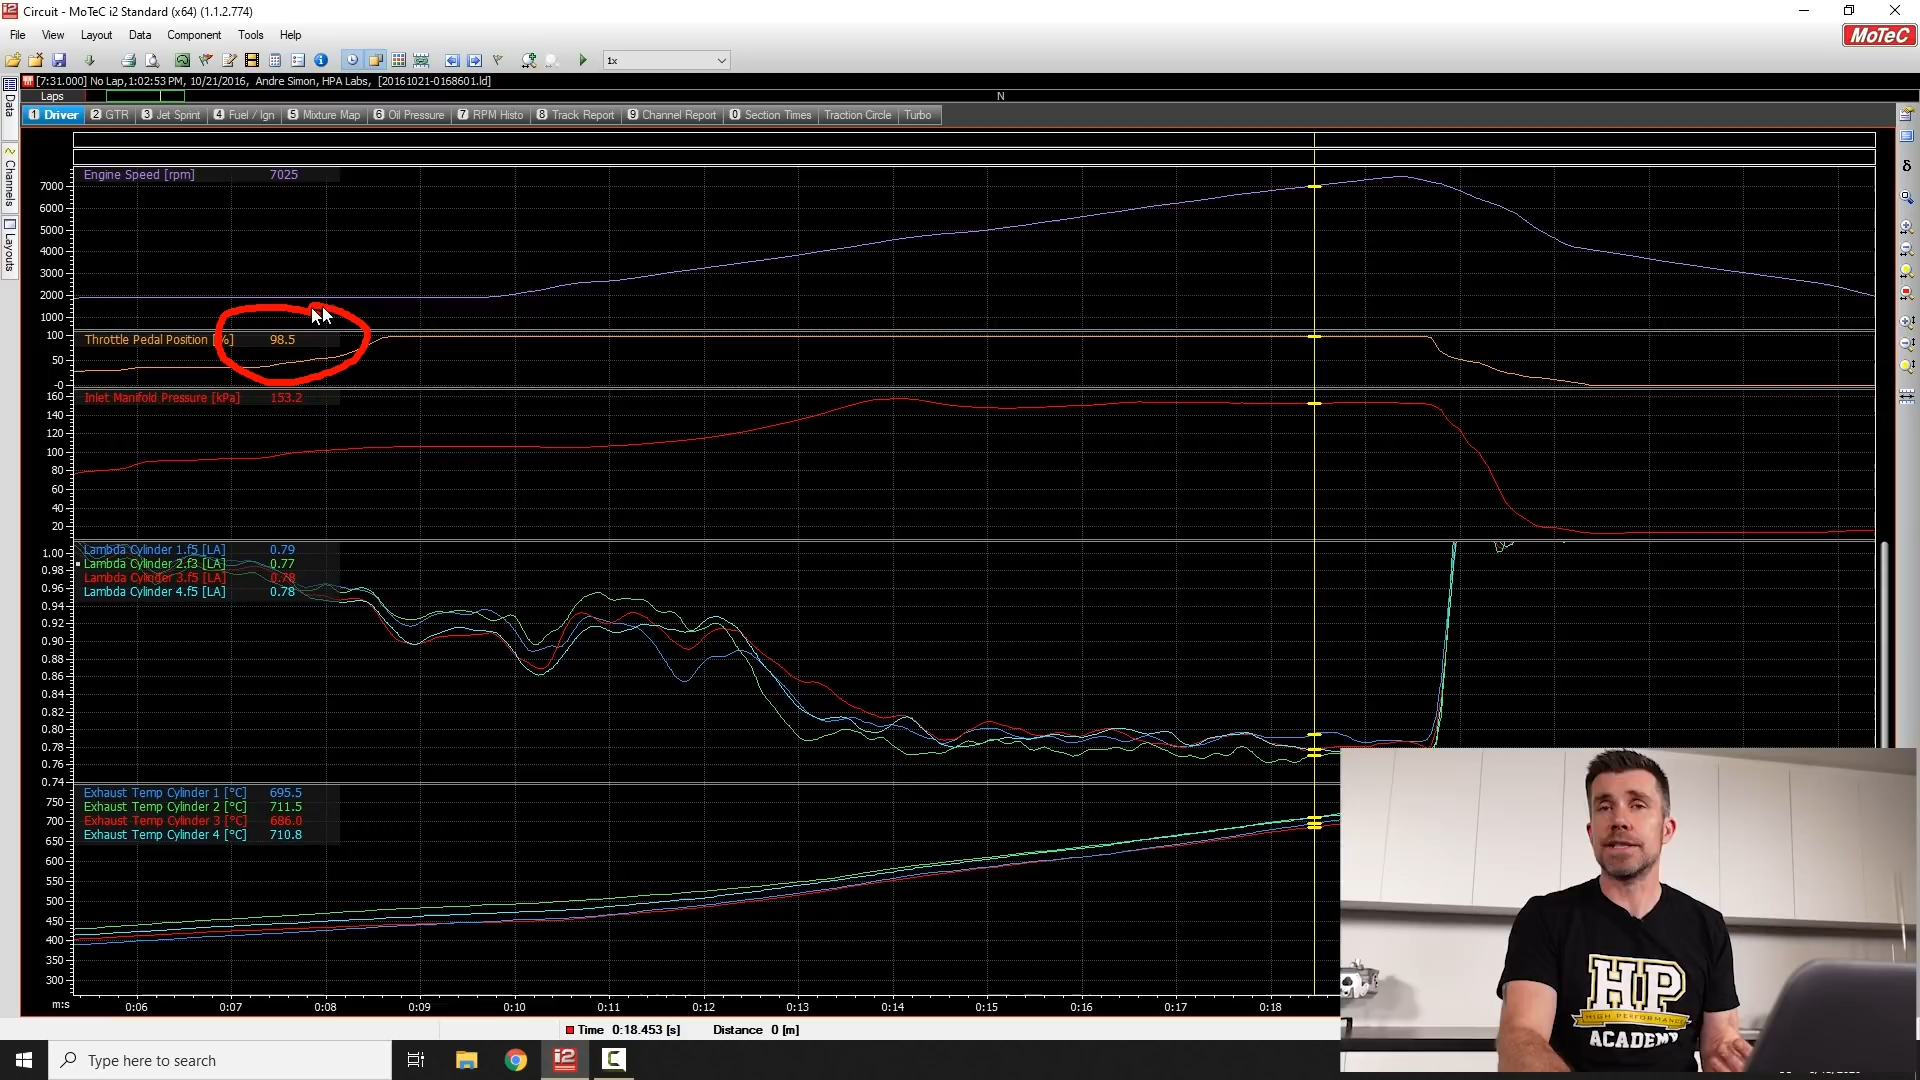 Circuit - MoTeC i2 Standard (x64) (1.1.2.774)
File View Layout Data Component Tools Help
MoTeC
1x
[7:31.000] No Lap,1:02:53 PM, 10/21/2016, Andre Simon, HPA Labs, [20161021-0168601.ld]
Laps
N
1 Driver 2 GTR 3 Jet Sprint 4 Fuel / Ign 5 Mixture Map 6 Oil Pressure 7 RPM Histo 8 Track Report 9 Channel Report 0 Section Times Traction Circle Turbo
Data
Channels
Layouts
Engine Speed [rpm] 7025
7000
6000
5000
4000
3000
2000
1000
Throttle Pedal Position [%] 98.5
100
50
-0
Inlet Manifold Pressure [kPa] 153.2
160
140
120
100
80
60
40
20
Lambda Cylinder 1.f5 [LA] 0.79
Lambda Cylinder 2.f3 [LA] 0.77
Lambda Cylinder 3.f5 [LA] 0.78
Lambda Cylinder 4.f5 [LA] 0.78
1.00
0.98
0.96
0.94
0.92
0.90
0.88
0.86
0.84
0.82
0.80
0.78
0.76
0.74
Exhaust Temp Cylinder 1 [°C] 695.5
Exhaust Temp Cylinder 2 [°C] 711.5
Exhaust Temp Cylinder 3 [°C] 686.0
Exhaust Temp Cylinder 4 [°C] 710.8
750
700
650
600
550
500
450
400
350
300
m:s 0:06 0:07 0:08 0:09 0:10 0:11 0:12 0:13 0:14 0:15 0:16 0:17 0:18
Time 0:18.453 [s] Distance 0 [m]
HP
HIGH PERFORMANCE
ACADEMY
Type here to search
i2